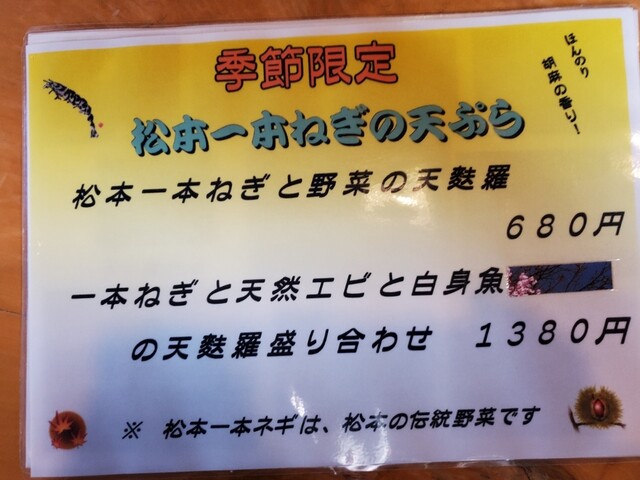 季節限定
ほんのり
胡麻の香り！
松本一本ねぎの天ぷら
松本一本ねぎと野菜の天麩羅
６８０円
一本ねぎと天然エビと白身魚
の天麩羅盛り合わせ　１３８０円
※　松本一本ネギは、松本の伝統野菜です